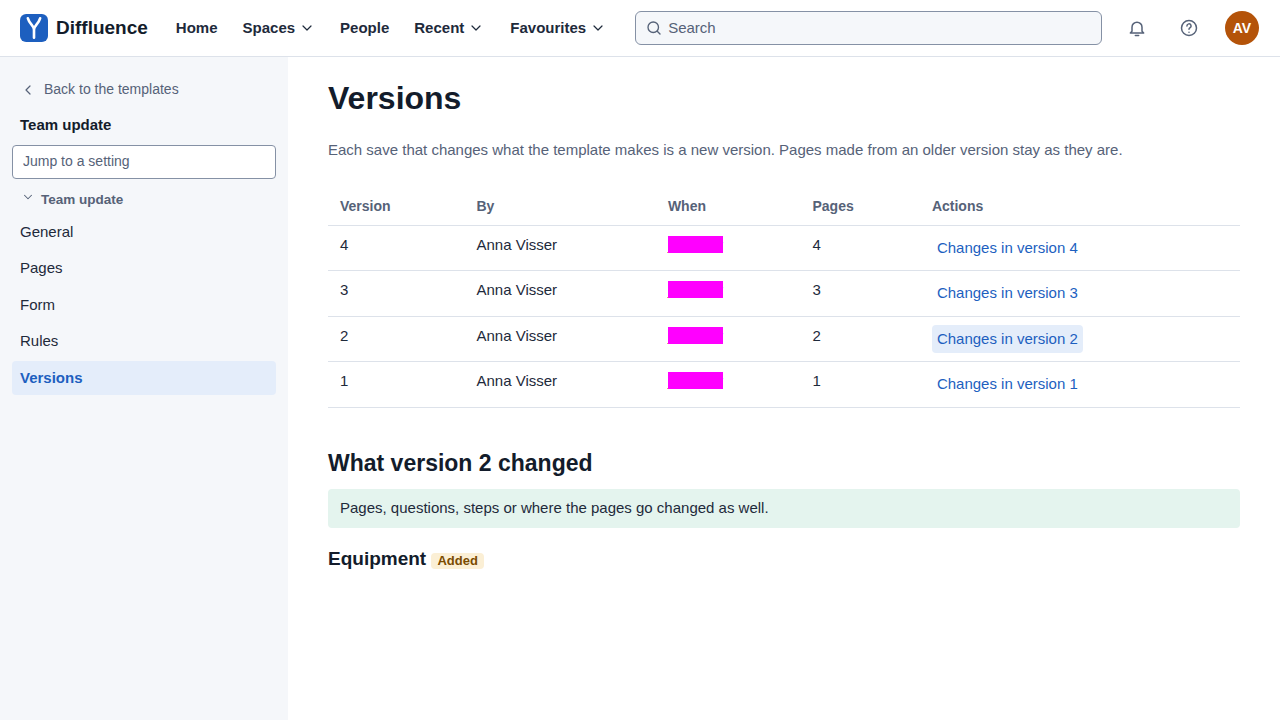 Diffluence
Home
Spaces
People
Recent
Favourites
Search
AV
Back to the templates
Team update
Jump to a setting
Team update
General
Pages
Form
Rules
Versions
Versions
Each save that changes what the template makes is a new version. Pages made from an older version stay as they are.
Version By When Pages Actions
4 Anna Visser 4 Changes in version 4
3 Anna Visser 3 Changes in version 3
2 Anna Visser 2 Changes in version 2
1 Anna Visser 1 Changes in version 1
What version 2 changed
Pages, questions, steps or where the pages go changed as well.
Equipment Added